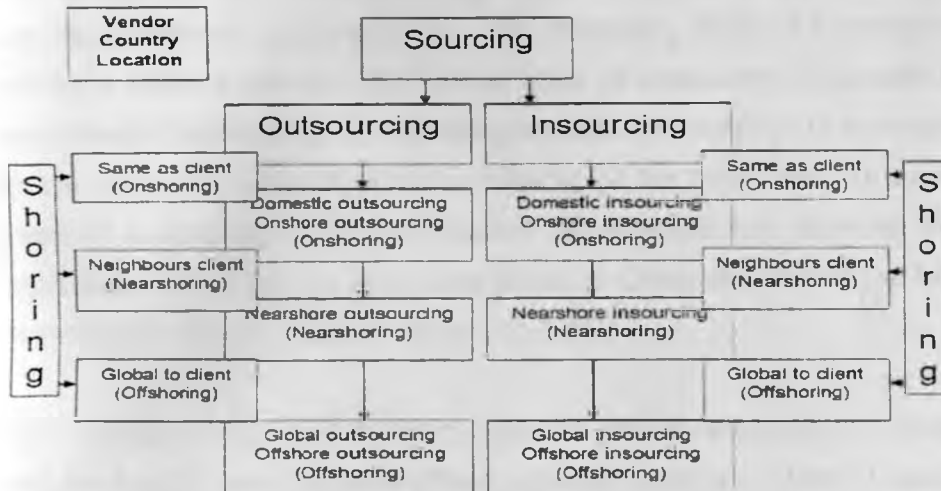 Vendor
Country
Location
Sourcing
Outsourcing
Insourcing
Shoring
Same as client
(Onshoring)
Domestic outsourcing
Onshore outsourcing
(Onshoring)
Domestic insourcing
Onshore insourcing
(Onshoring)
Same as client
(Onshoring)
Shoring
Neighbours client
(Nearshoring)
Nearshore outsourcing
(Nearshoring)
Nearshore insourcing
(Nearshoring)
Neighbours client
(Nearshoring)
Global to client
(Offshoring)
Global outsourcing
Offshore outsourcing
(Offshoring)
Global insourcing
Offshore insourcing
(Offshoring)
Global to client
(Offshoring)